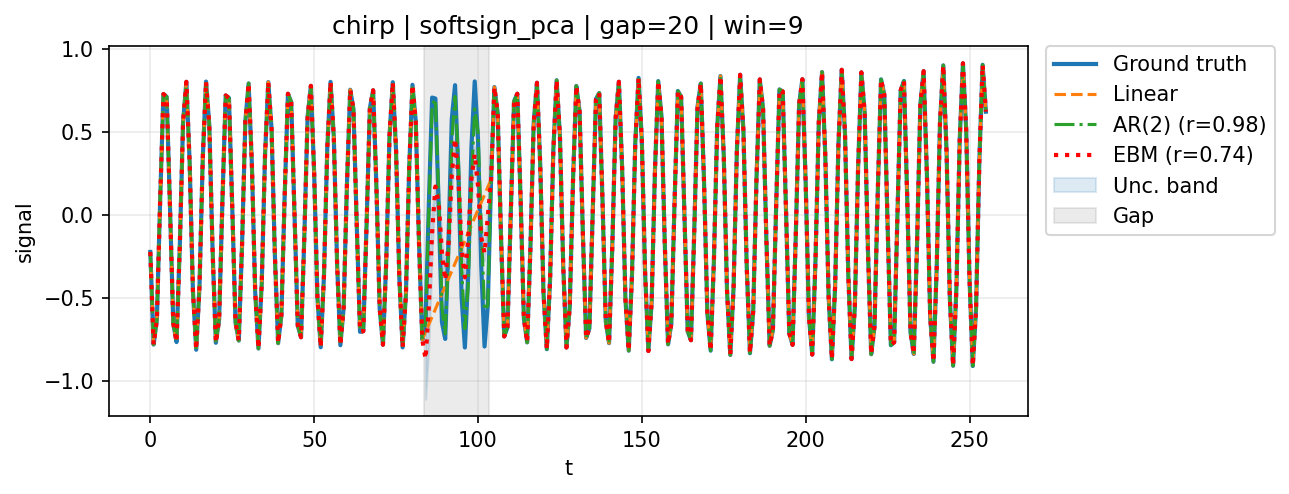 chirp | softsign_pca | gap=20 | win=9
1.0
0.5
0.0
−0.5
−1.0
signal
0 50 100 150 200 250
t
Ground truth
Linear
AR(2) (r=0.98)
EBM (r=0.74)
Unc. band
Gap